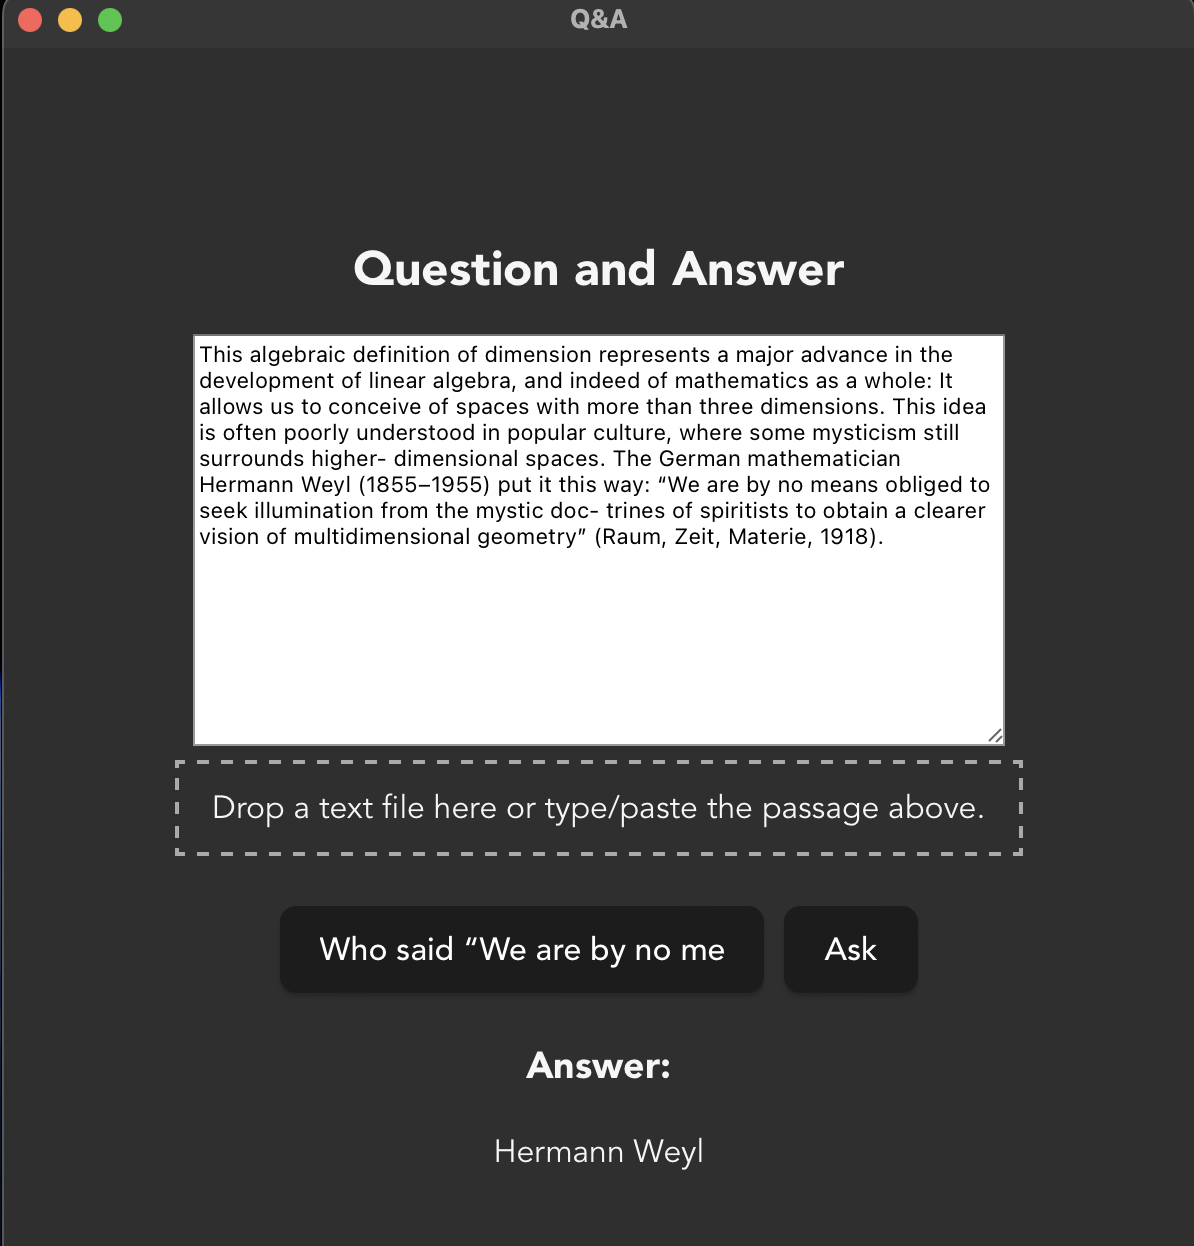 Q&A
Question and Answer
This algebraic definition of dimension represents a major advance in the
development of linear algebra, and indeed of mathematics as a whole: It
allows us to conceive of spaces with more than three dimensions. This idea
is often poorly understood in popular culture, where some mysticism still
surrounds higher- dimensional spaces. The German mathematician
Hermann Weyl (1855–1955) put it this way: “We are by no means obliged to
seek illumination from the mystic doc- trines of spiritists to obtain a clearer
vision of multidimensional geometry” (Raum, Zeit, Materie, 1918).
Drop a text file here or type/paste the passage above.
Who said “We are by no me
Ask
Answer:
Hermann Weyl